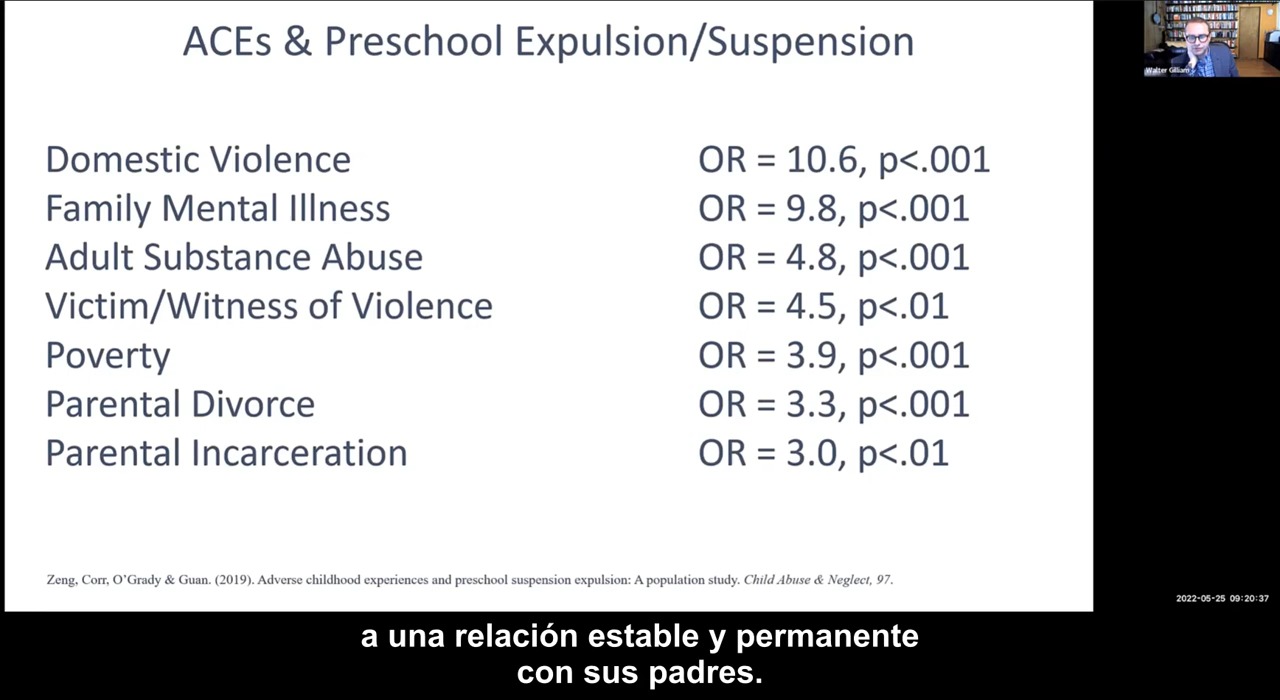 ACEs & Preschool Expulsion/Suspension
Walter Gilliam
Domestic Violence OR = 10.6, p<.001
Family Mental Illness OR = 9.8, p<.001
Adult Substance Abuse OR = 4.8, p<.001
Victim/Witness of Violence OR = 4.5, p<.01
Poverty OR = 3.9, p<.001
Parental Divorce OR = 3.3, p<.001
Parental Incarceration OR = 3.0, p<.01
Zeng, Corr, O'Grady & Guan. (2019). Adverse childhood experiences and preschool suspension expulsion: A population study. Child Abuse & Neglect, 97.
2022-05-25 09:20:37
a una relación estable y permanente
con sus padres.